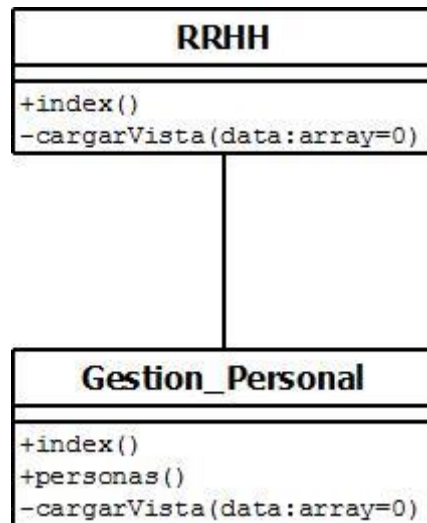 RRHH
+index()
-cargarVista(data:array=0)
Gestion_Personal
+index()
+personas()
-cargarVista(data:array=0)